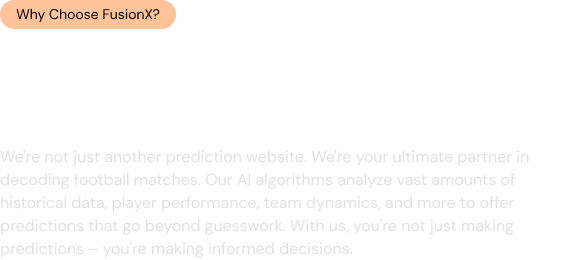 Why Choose FusionX?
We're not just another prediction website. We're your ultimate partner in
decoding football matches. Our AI algorithms analyze vast amounts of
historical data, player performance, team dynamics, and more to offer
predictions that go beyond guesswork. With us, you're not just making
predictions – you're making informed decisions.